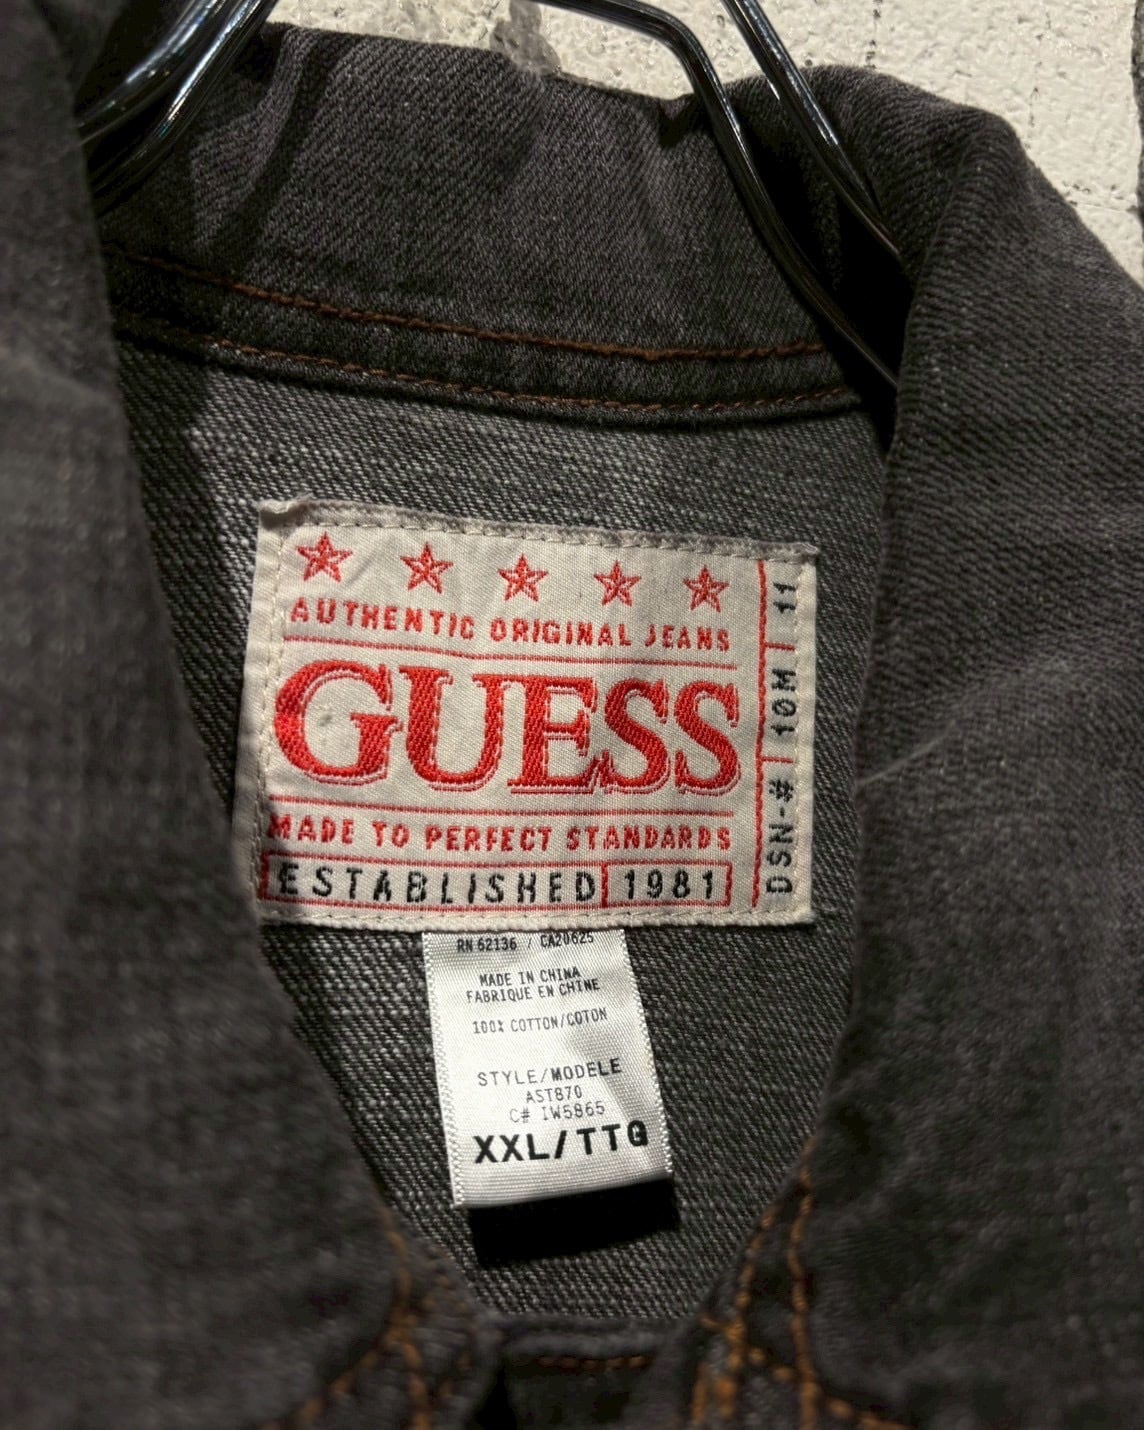 AUTHENTIC ORIGINAL JEANS
GUESS
MADE TO PERFECT STANDARDS
ESTABLISHED 1981
DSN-# 10M 11
RN 62136 / CA20625
MADE IN CHINA
FABRIQUE EN CHINE
100% COTTON/COTON
STYLE/MODELE
AST870
C# IW5865
XXL/TTG